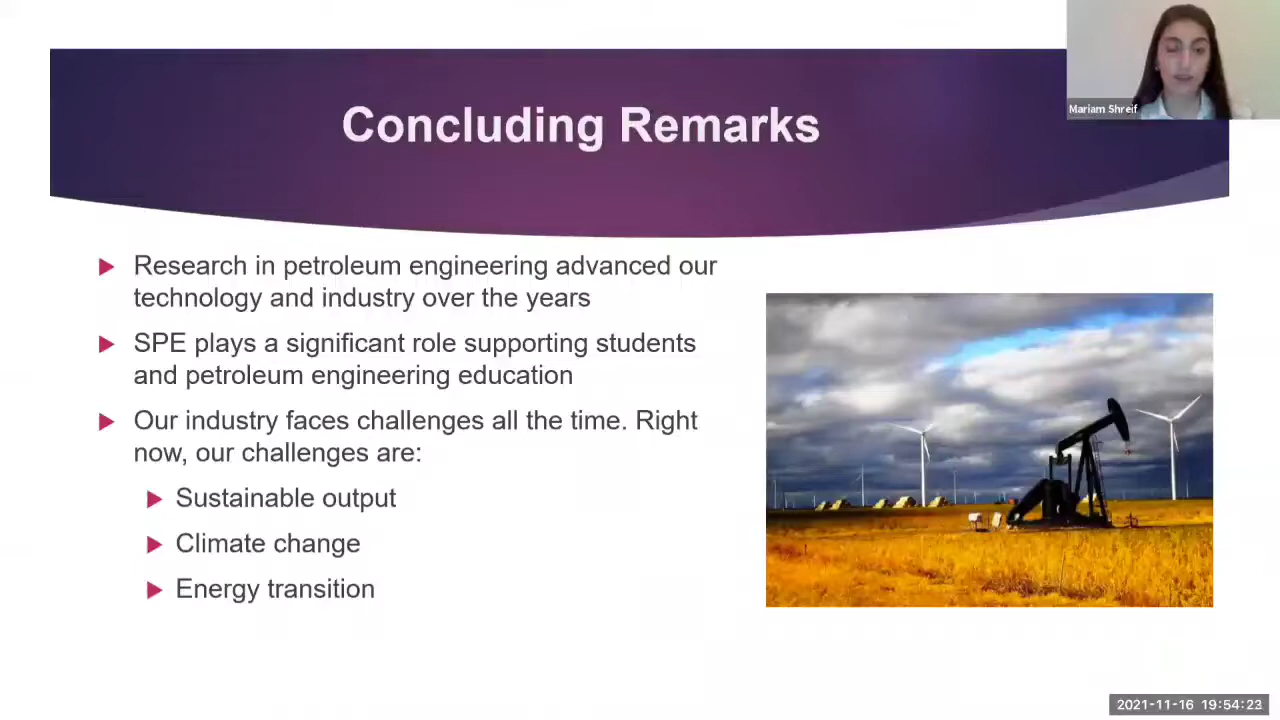 Mariam Shreif
Concluding Remarks
Research in petroleum engineering advanced our
technology and industry over the years
SPE plays a significant role supporting students
and petroleum engineering education
Our industry faces challenges all the time. Right
now, our challenges are:
Sustainable output
Climate change
Energy transition
2021-11-16 19:54:23